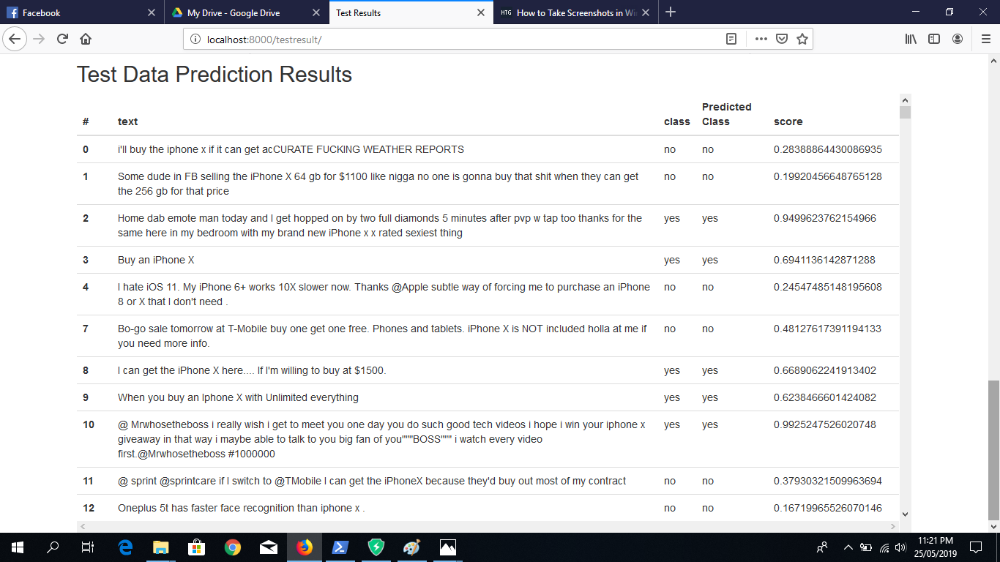 Facebook
My Drive - Google Drive
Test Results
HTG How to Take Screenshots in Wi
localhost:8000/testresult/
Test Data Prediction Results
# text class Predicted Class score
0 i'll buy the iphone x if it can get acCURATE FUCKING WEATHER REPORTS no no 0.28388864430086935
1 Some dude in FB selling the iPhone X 64 gb for $1100 like nigga no one is gonna buy that shit when they can get no no 0.19920456648765128
the 256 gb for that price
2 Home dab emote man today and I get hopped on by two full diamonds 5 minutes after pvp w tap too thanks for the yes yes 0.9499623762154966
same here in my bedroom with my brand new iPhone x x rated sexiest thing
3 Buy an iPhone X yes yes 0.6941136142871288
4 I hate iOS 11. My iPhone 6+ works 10X slower now. Thanks @Apple subtle way of forcing me to purchase an iPhone no no 0.24547485148195608
8 or X that I don't need .
7 Bo-go sale tomorrow at T-Mobile buy one get one free. Phones and tablets. iPhone X is NOT included holla at me if no no 0.48127617391194133
you need more info.
8 I can get the iPhone X here.... If I'm willing to buy at $1500. yes yes 0.6689062241913402
9 When you buy an Iphone X with Unlimited everything yes yes 0.6238466601424082
10 @ Mrwhosetheboss i really wish i get to meet you one day you do such good tech videos i hope i win your iphone x yes yes 0.9925247526020748
giveaway in that way i maybe able to talk to you big fan of you""""BOSS"""" i watch every video
first.@Mrwhosetheboss #1000000
11 @ sprint @sprintcare if I switch to @TMobile I can get the iPhoneX because they'd buy out most of my contract no no 0.37930321509963694
12 Oneplus 5t has faster face recognition than iphone x . no no 0.16719965526070146
11:21 PM
25/05/2019